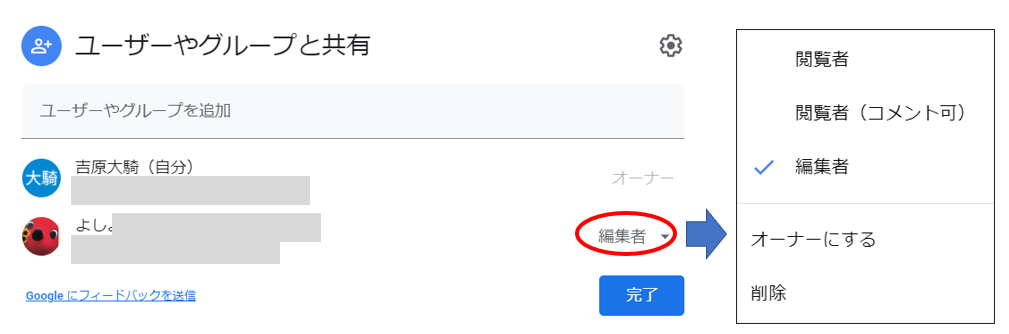 ユーザーやグループと共有
ユーザーやグループを追加
大騎
吉原大騎（自分）
オーナー
よし
編集者
Google にフィードバックを送信
完了
閲覧者
閲覧者（コメント可）
編集者
オーナーにする
削除